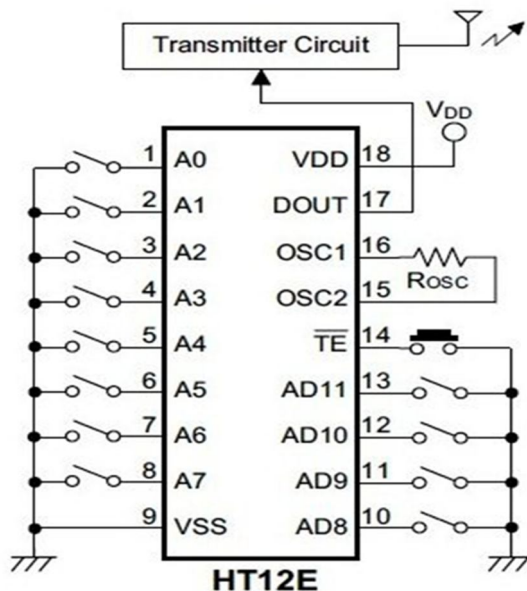 Transmitter Circuit
VDD
1 A0 VDD 18
2 A1 DOUT 17
3 A2 OSC1 16
ROSC
4 A3 OSC2 15
5 A4 T̅E̅ 14
6 A5 AD11 13
7 A6 AD10 12
8 A7 AD9 11
9 VSS AD8 10
HT12E